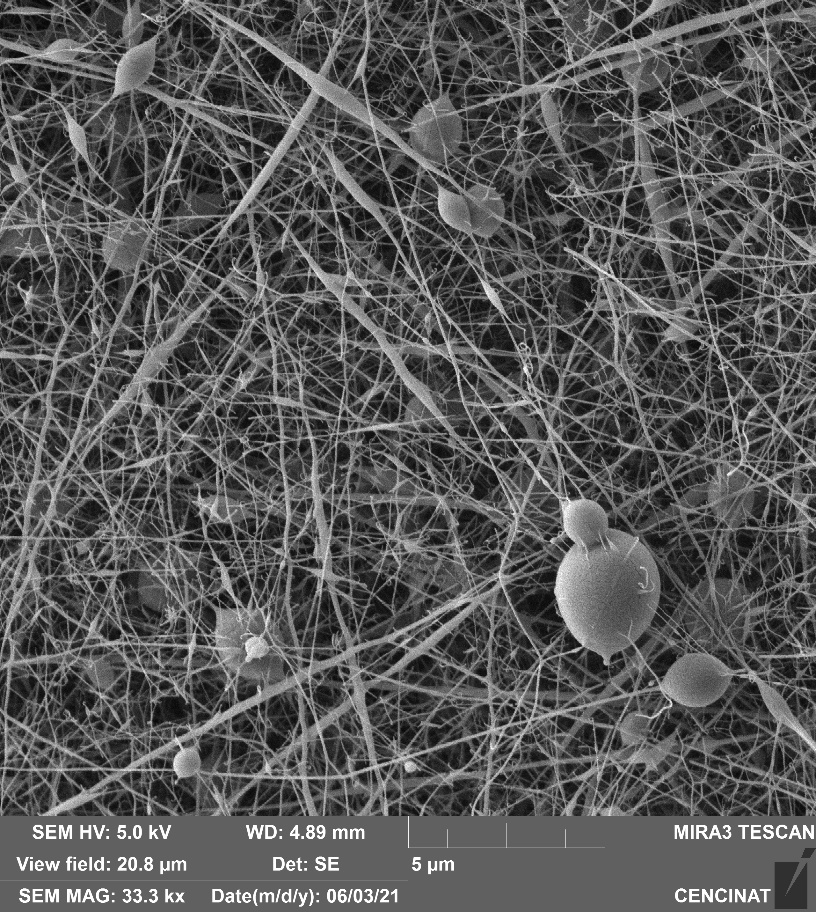 SEM HV: 5.0 kV WD: 4.89 mm MIRA3 TESCAN
View field: 20.8 µm Det: SE 5 µm
SEM MAG: 33.3 kx Date(m/d/y): 06/03/21 CENCINAT